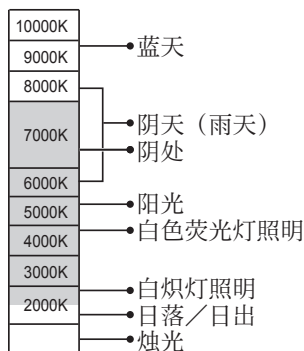 10000K
9000K
蓝天
8000K
7000K
阴天（雨天）
阴处
6000K
5000K
阳光
4000K
白色荧光灯照明
3000K
2000K
白炽灯照明
日落／日出
烛光